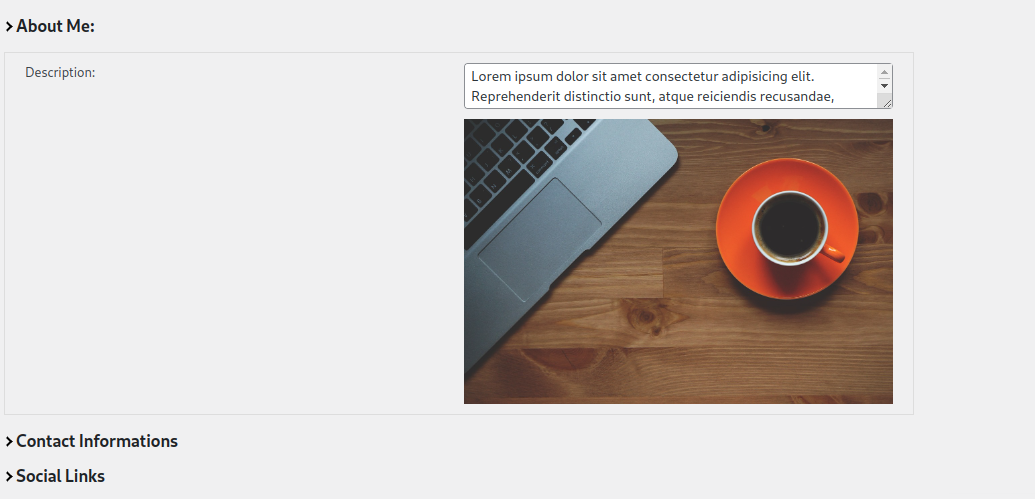 About Me:
Description:
Lorem ipsum dolor sit amet consectetur adipisicing elit.
Reprehenderit distinctio sunt, atque reiciendis recusandae,
Contact Informations
Social Links